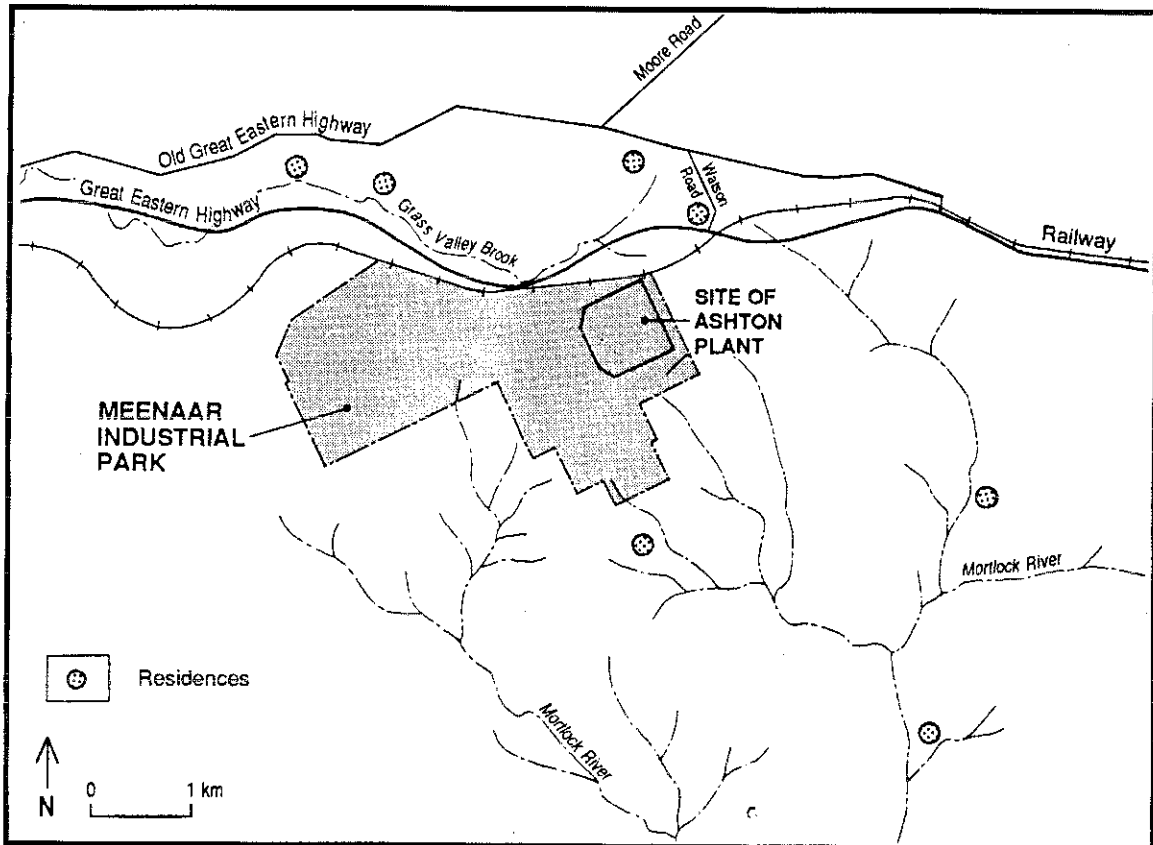 Moore Road
Old Great Eastern Highway
Great Eastern Highway
Grass Valley Brook
Watson
Road
Railway
SITE OF
ASHTON
PLANT
MEENAAR
INDUSTRIAL
PARK
Mortlock River
Residences
Mortlock River
N
0 1 km